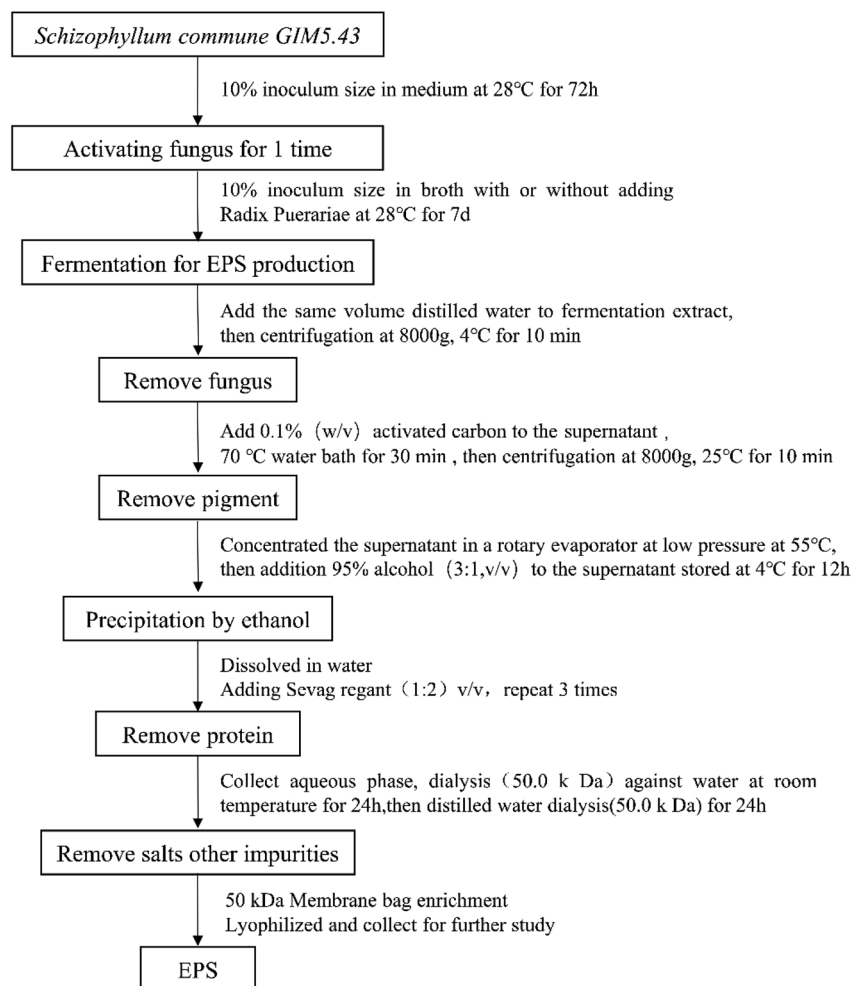 Schizophyllum commune GIM5.43
10% inoculum size in medium at 28℃ for 72h
Activating fungus for 1 time
10% inoculum size in broth with or without adding
Radix Puerariae at 28℃ for 7d
Fermentation for EPS production
Add the same volume distilled water to fermentation extract,
then centrifugation at 8000g, 4℃ for 10 min
Remove fungus
Add 0.1%（w/v）activated carbon to the supernatant ,
70 ℃ water bath for 30 min , then centrifugation at 8000g, 25℃ for 10 min
Remove pigment
Concentrated the supernatant in a rotary evaporator at low pressure at 55℃,
then addition 95% alcohol（3:1,v/v）to the supernatant stored at 4℃ for 12h
Precipitation by ethanol
Dissolved in water
Adding Sevag regant（1:2）v/v，repeat 3 times
Remove protein
Collect aqueous phase, dialysis（50.0 k Da）against water at room
temperature for 24h,then distilled water dialysis(50.0 k Da) for 24h
Remove salts other impurities
50 kDa Membrane bag enrichment
Lyophilized and collect for further study
EPS